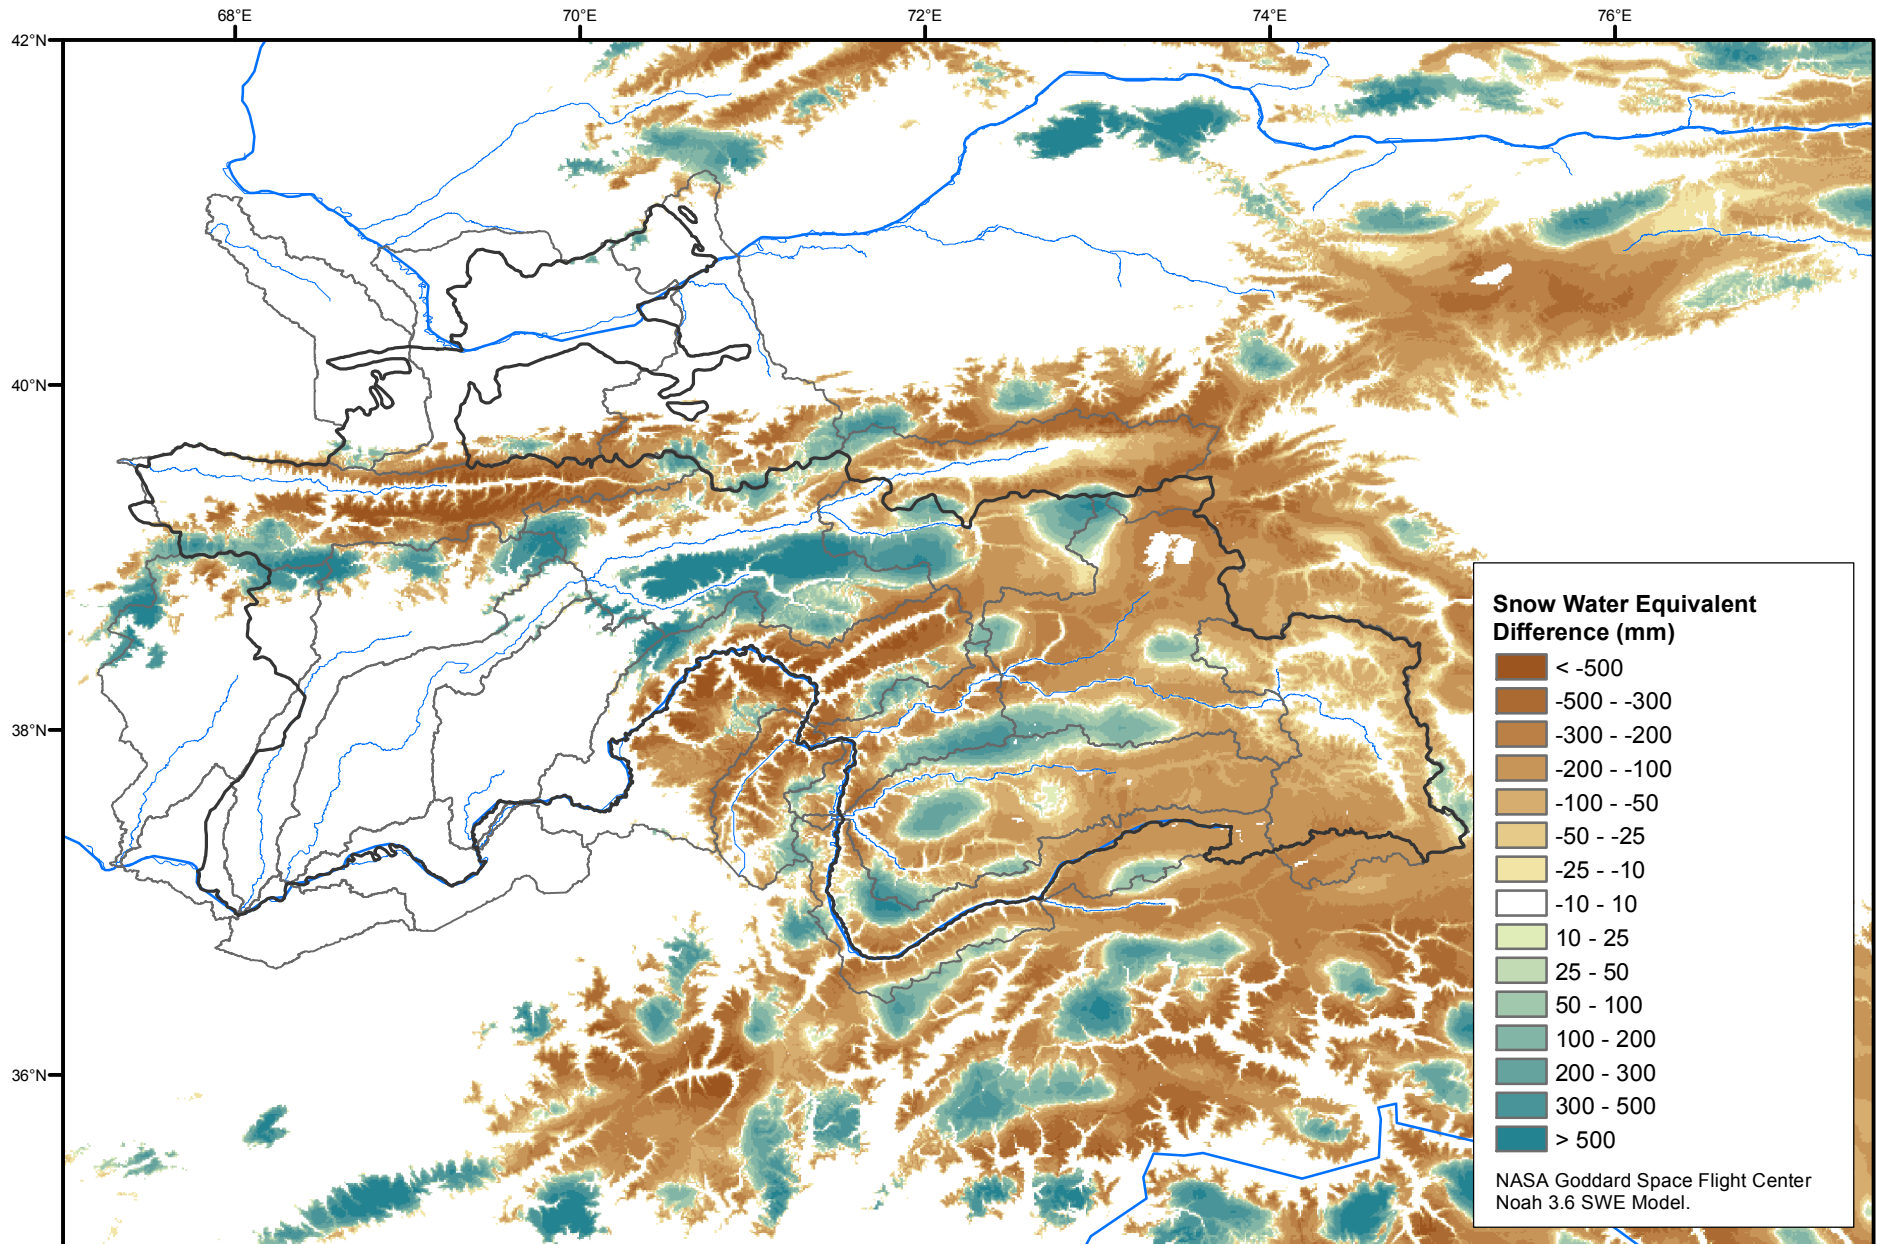 68°E
70°E
72°E
74°E
76°E
42°N
40°N
38°N
36°N
Snow Water Equivalent
Difference (mm)
< -500
-500 - -300
-300 - -200
-200 - -100
-100 - -50
-50 - -25
-25 - -10
-10 - 10
10 - 25
25 - 50
50 - 100
100 - 200
200 - 300
300 - 500
> 500
NASA Goddard Space Flight Center
Noah 3.6 SWE Model.